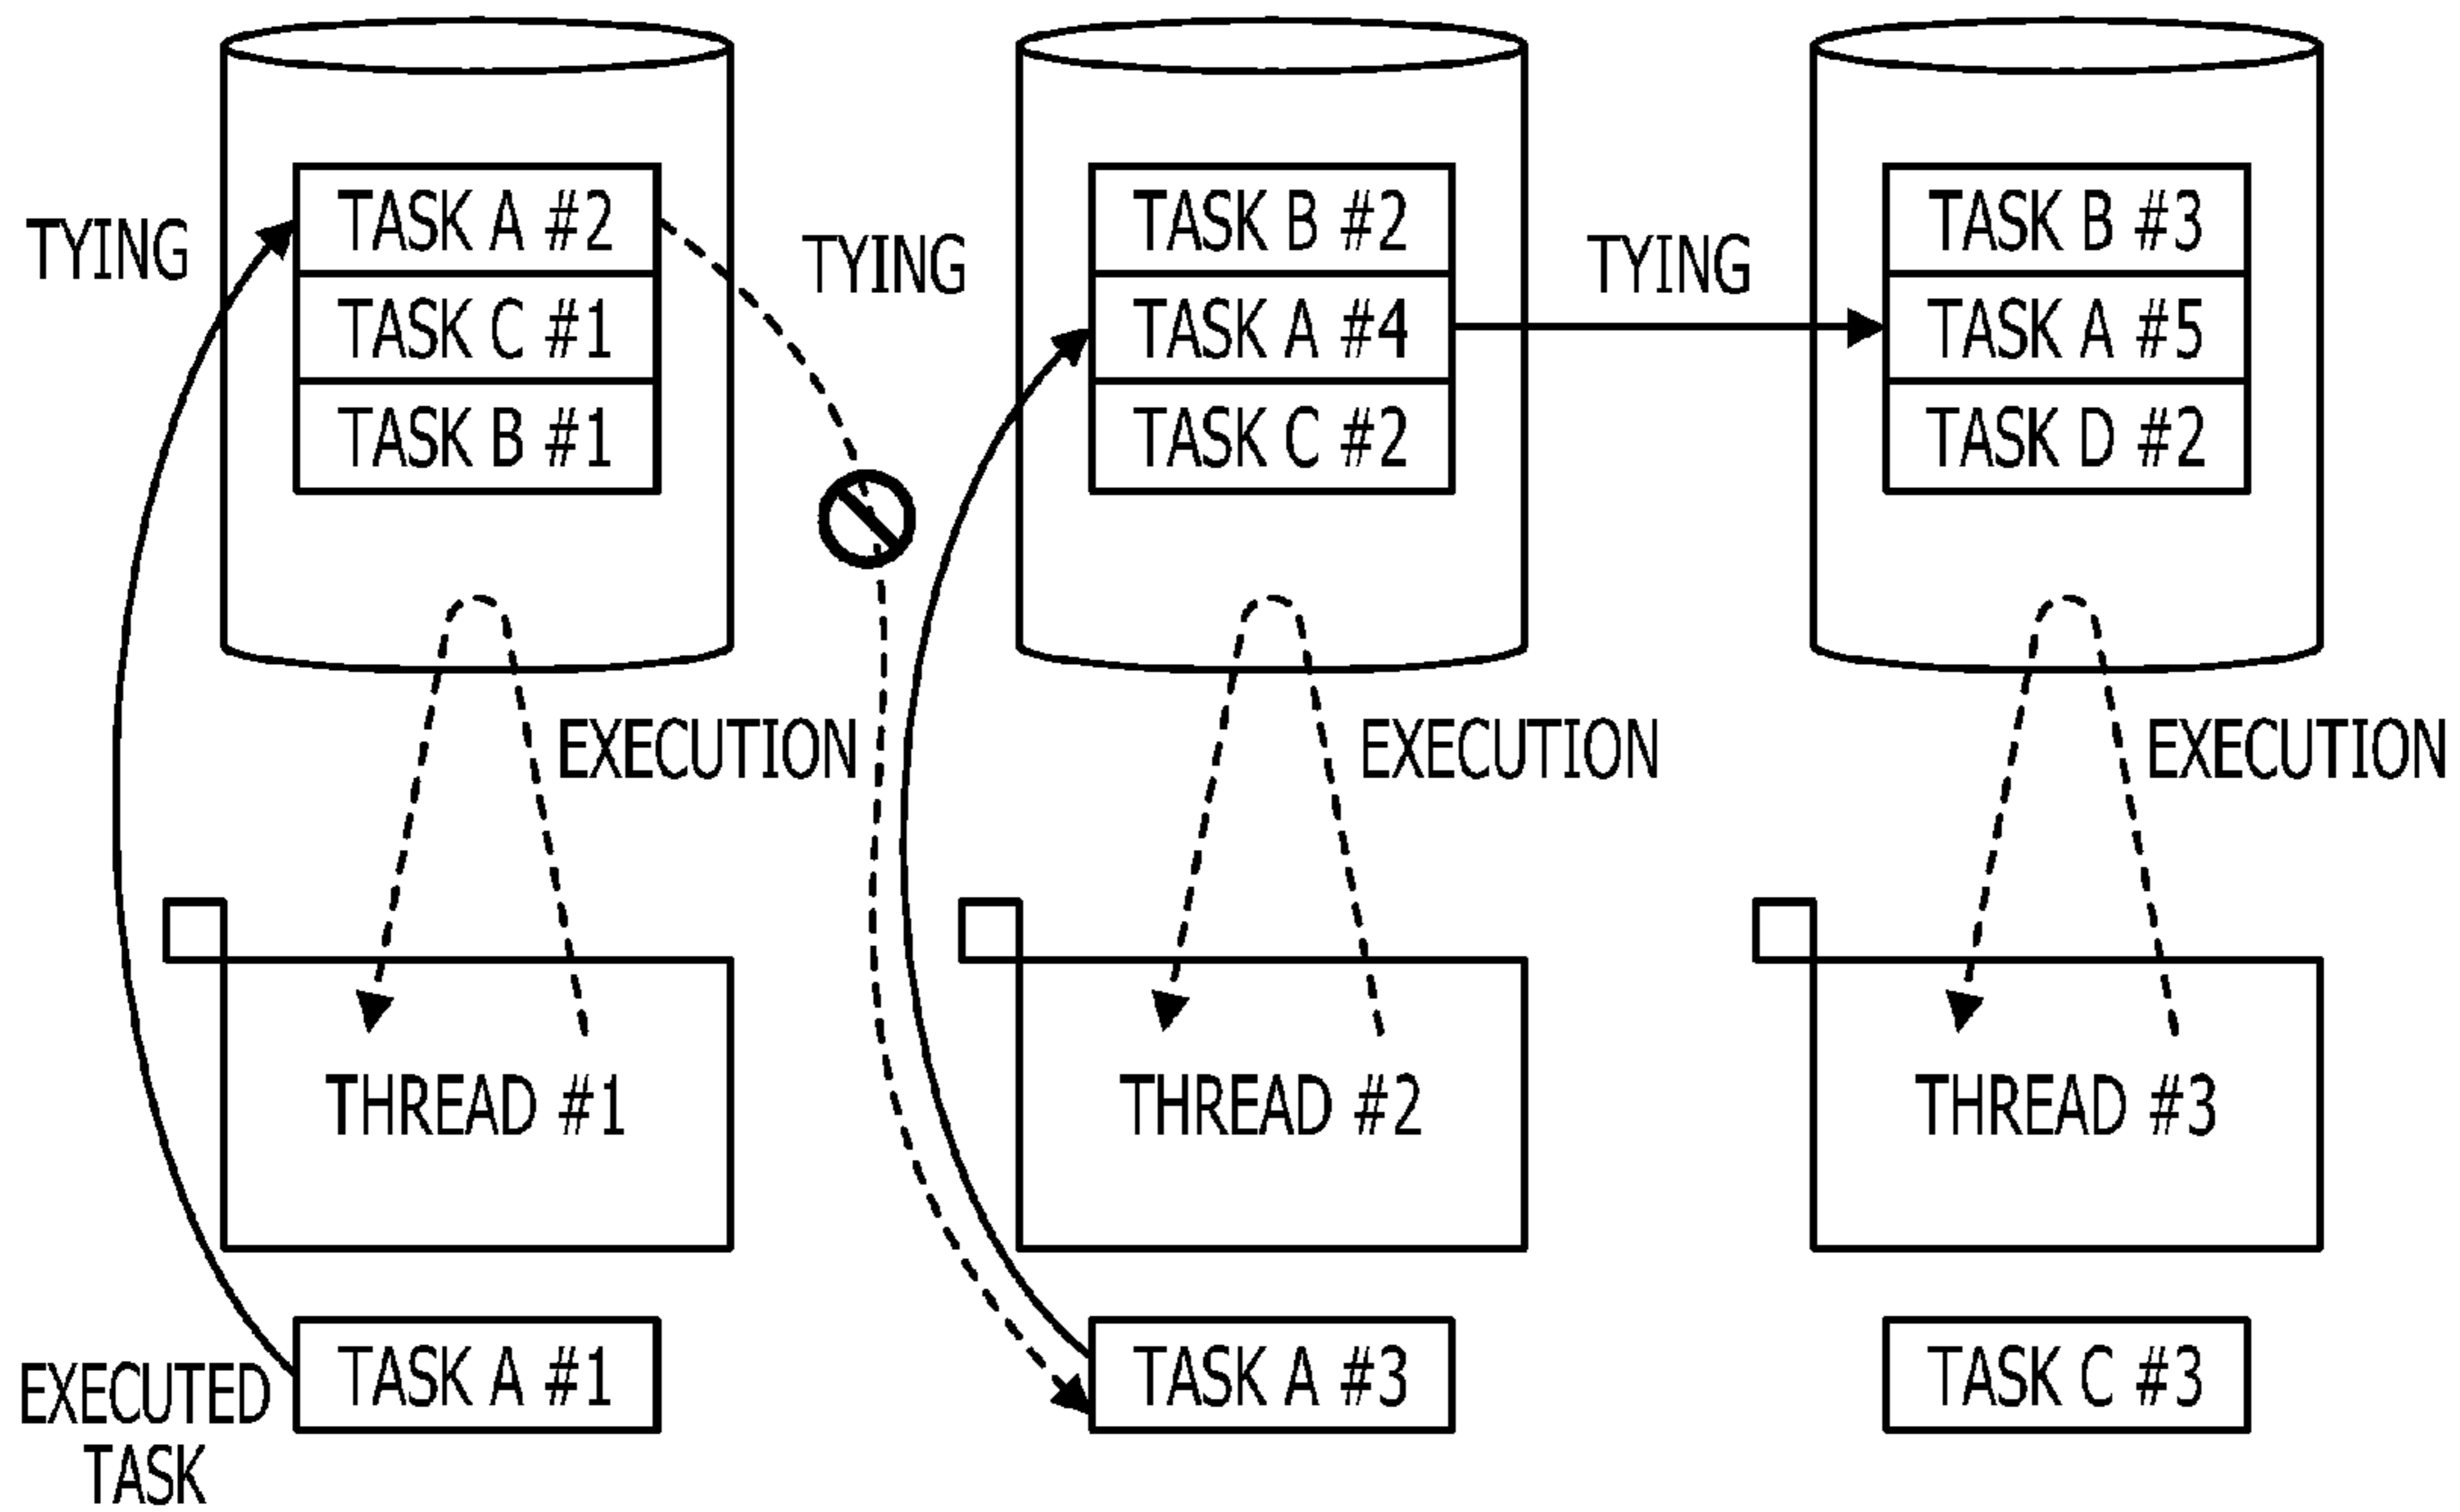 TYING
TASK A #2
TASK C #1
TASK B #1
TYING
TASK B #2
TASK A #4
TASK C #2
TYING
TASK B #3
TASK A #5
TASK D #2
EXECUTION
EXECUTION
EXECUTION
THREAD #1
THREAD #2
THREAD #3
EXECUTED
TASK
TASK A #1
TASK A #3
TASK C #3